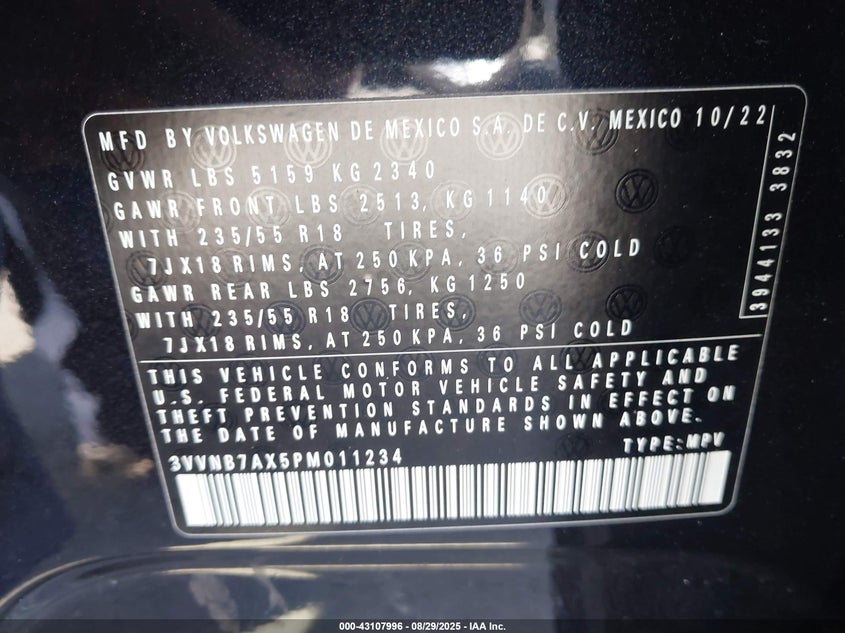 MFD BY VOLKSWAGEN DE MEXICO S.A. DE C.V. MEXICO 10/22
GVWR LBS 5159 KG 2340
GAWR FRONT LBS 2513, KG 1140
WITH 235/55 R18 TIRES,
7JX18 RIMS, AT 250 KPA, 36 PSI COLD
GAWR REAR LBS 2756, KG 1250
WITH 235/55 R18 TIRES,
7JX18 RIMS, AT 250 KPA, 36 PSI COLD
3944133 3832
THIS VEHICLE CONFORMS TO ALL APPLICABLE
U.S. FEDERAL MOTOR VEHICLE SAFETY AND
THEFT PREVENTION STANDARDS IN EFFECT ON
THE DATE OF MANUFACTURE SHOWN ABOVE.
3VVNB7AX5PM011234 TYPE: MPV
000-43107996 - 08/29/2025 - IAA Inc.